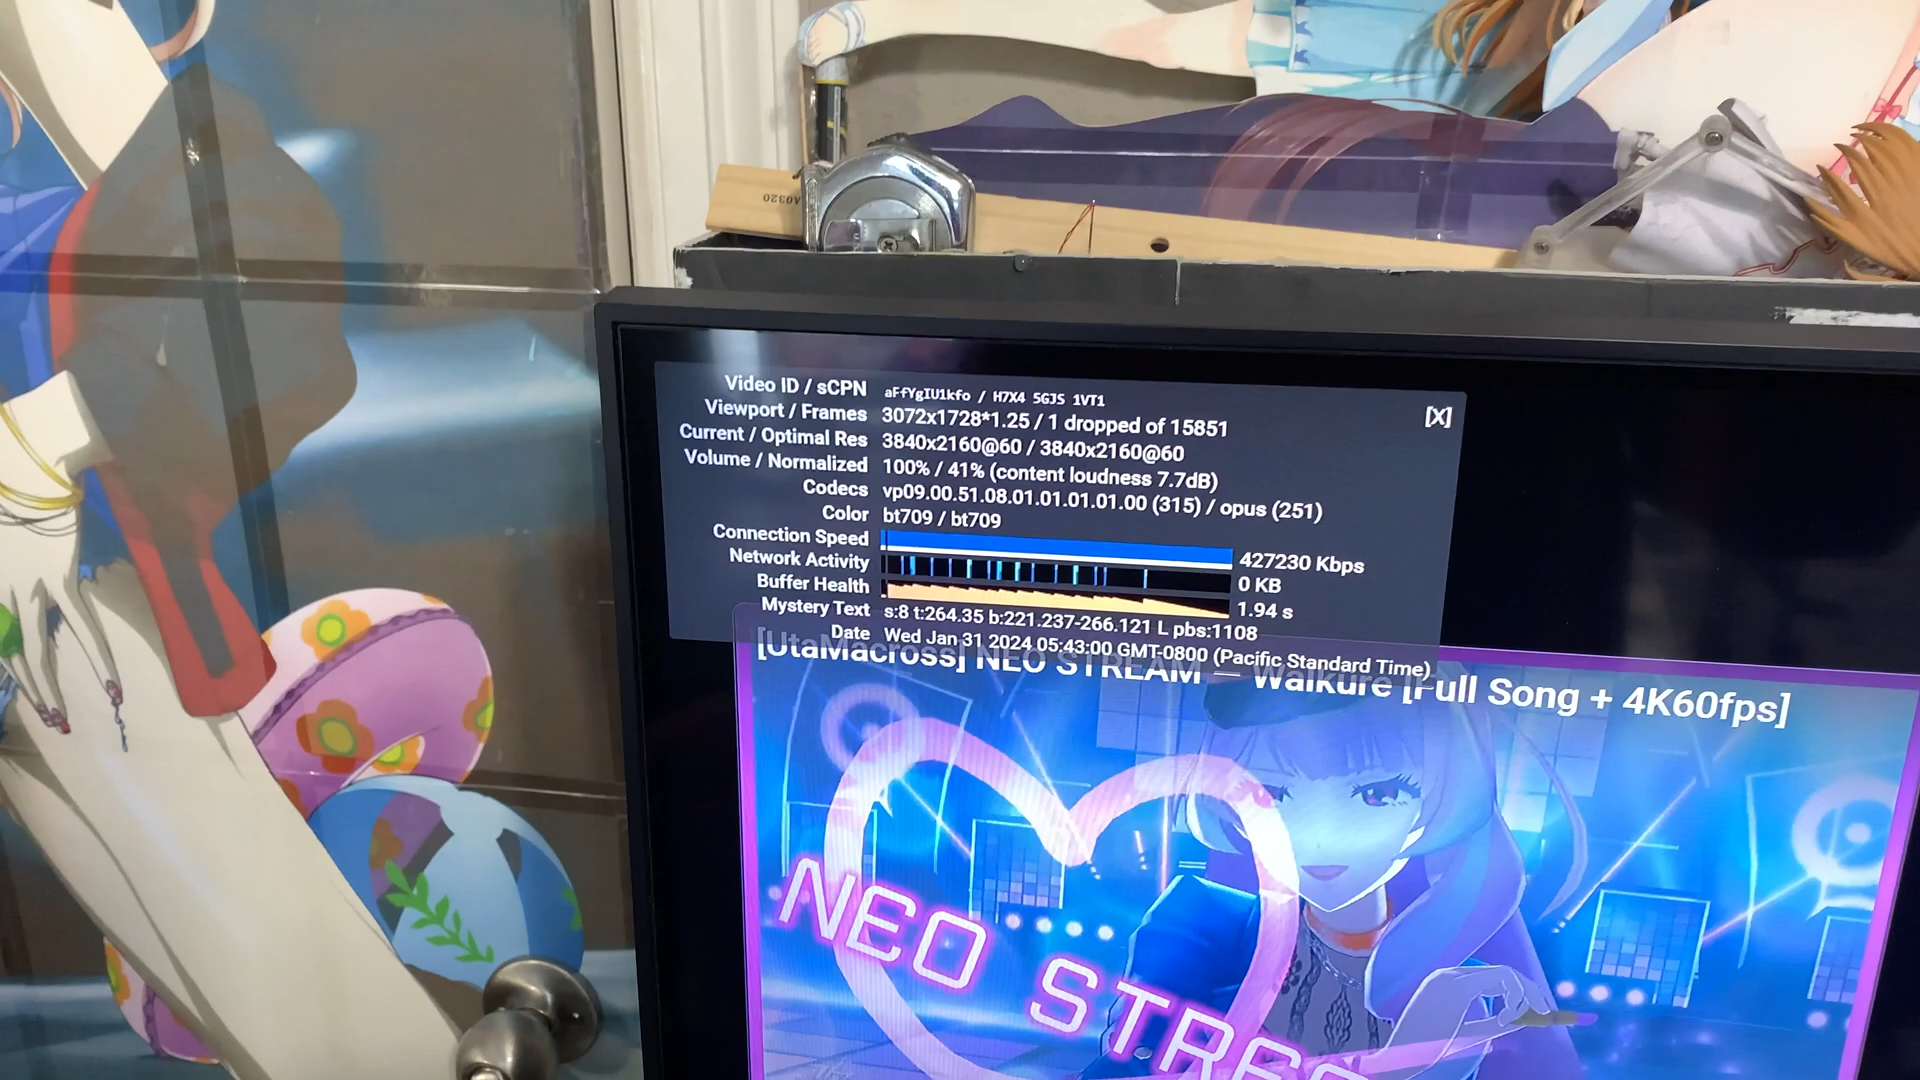 A0320
Video ID / sCPN aFfYgIU1kfo / H7X4 5GJS 1VT1
[X]
Viewport / Frames 3072x1728*1.25 / 1 dropped of 15851
Current / Optimal Res 3840x2160@60 / 3840x2160@60
Volume / Normalized 100% / 41% (content loudness 7.7dB)
Codecs vp09.00.51.08.01.01.01.01.00 (315) / opus (251)
Color bt709 / bt709
Connection Speed 427230 Kbps
Network Activity 0 KB
Buffer Health 1.94 s
Mystery Text s:8 t:264.35 b:221.237-266.121 L pbs:1108
Date Wed Jan 31 2024 05:43:00 GMT-0800 (Pacific Standard Time)
[UtaMacross] NEO STREAM — Walkure [Full Song + 4K60fps]
NEO